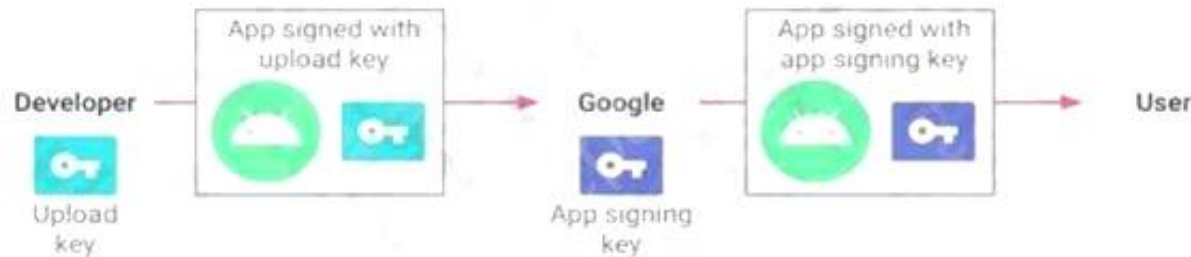 App signed with
upload key
App signed with
app signing key
Developer
Google
User
Upload
key
App signing
key